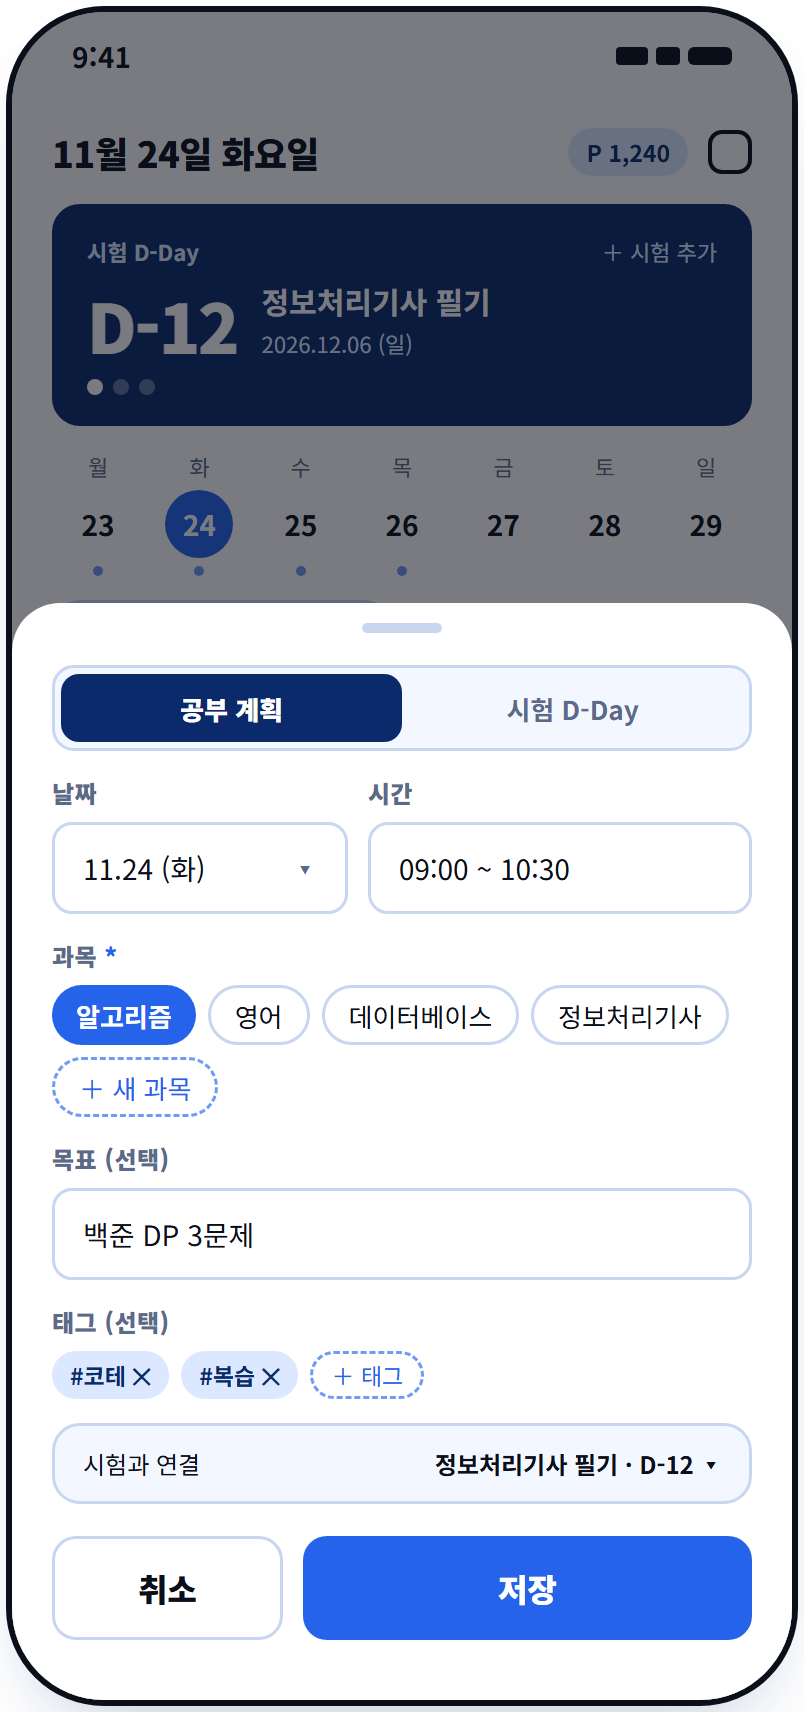 9:41
11월 24일 화요일
P 1,240
시험 D-Day
＋ 시험 추가
D-12
정보처리기사 필기
2026.12.06 (일)
월 화 수 목 금 토 일
23 24 25 26 27 28 29
공부 계획
시험 D-Day
날짜
시간
11.24 (화) ▼
09:00 ~ 10:30
과목 *
알고리즘
영어
데이터베이스
정보처리기사
＋ 새 과목
목표 (선택)
백준 DP 3문제
태그 (선택)
#코테 ✕
#복습 ✕
＋ 태그
시험과 연결
정보처리기사 필기 · D-12 ▼
취소
저장